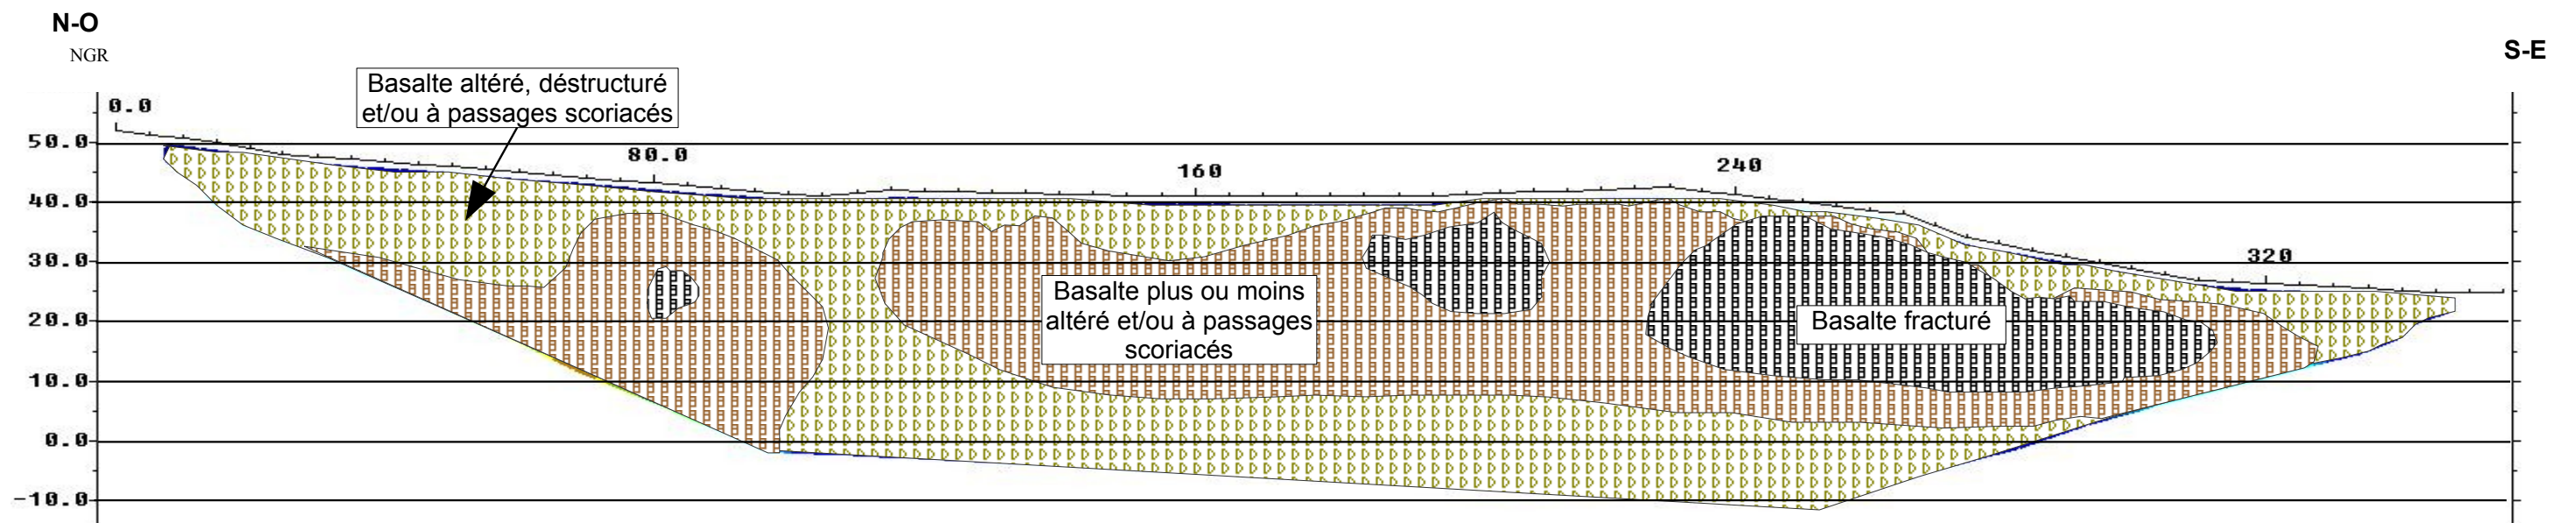 N-O
NGR
S-E
Basalte altéré, déstructuré
et/ou à passages scoriacés
0.0
50.0
80.0
160
240
40.0
30.0
320
Basalte plus ou moins
altéré et/ou à passages
scoriacés
Basalte fracturé
20.0
10.0
0.0
-10.0